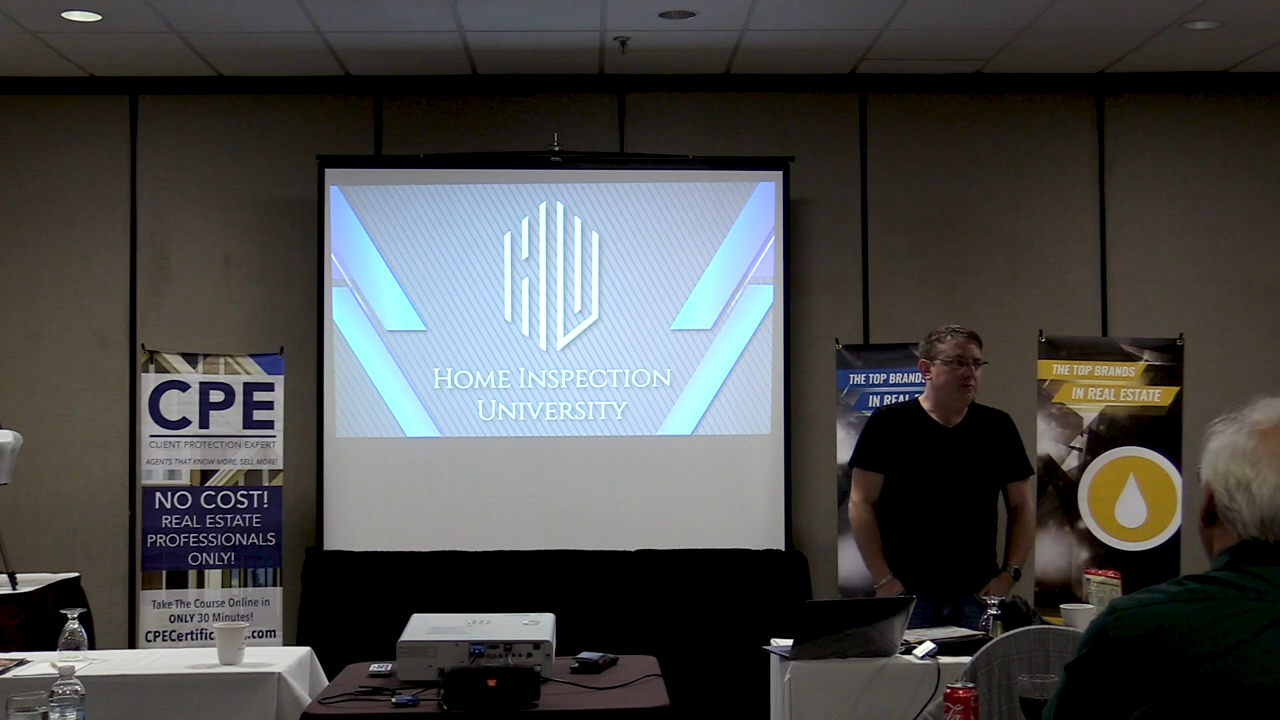 HOME INSPECTION
UNIVERSITY
CPE
CLIENT PROTECTION EXPERT
AGENTS THAT KNOW MORE, SELL MORE!
NO COST!
REAL ESTATE
PROFESSIONALS
ONLY!
Take The Course Online in
ONLY 30 Minutes!
THE TOP BRANDS
IN REAL
THE TOP BRANDS
IN REAL ESTATE